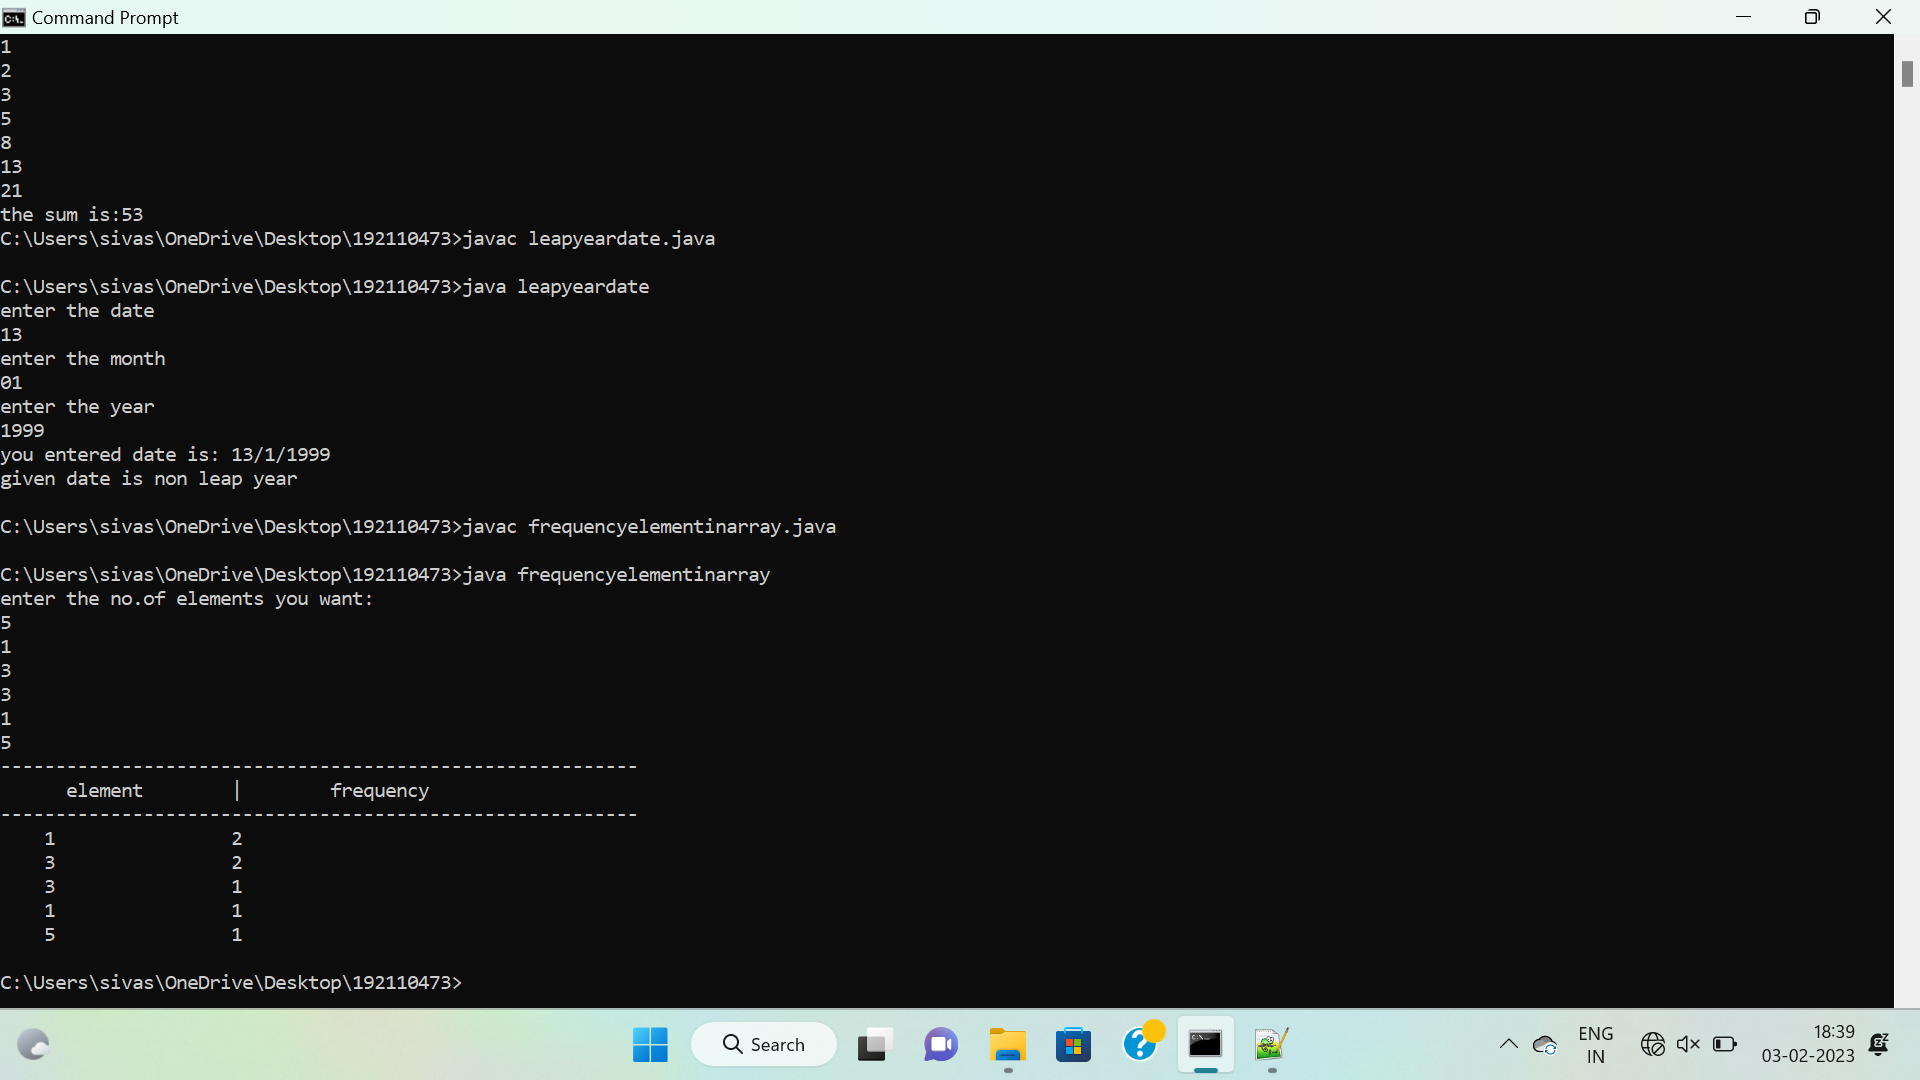 Command Prompt
1
2
3
5
8
13
21
the sum is:53
C:\Users\sivas\OneDrive\Desktop\192110473>javac leapyeardate.java
C:\Users\sivas\OneDrive\Desktop\192110473>java leapyeardate
enter the date
13
enter the month
01
enter the year
1999
you entered date is: 13/1/1999
given date is non leap year
C:\Users\sivas\OneDrive\Desktop\192110473>javac frequencyelementinarray.java
C:\Users\sivas\OneDrive\Desktop\192110473>java frequencyelementinarray
enter the no.of elements you want:
5
1
3
3
1
5
----------------------------------------------------------
element | frequency
----------------------------------------------------------
1 2
3 2
3 1
1 1
5 1
C:\Users\sivas\OneDrive\Desktop\192110473>
Search
ENG
IN
18:39
03-02-2023